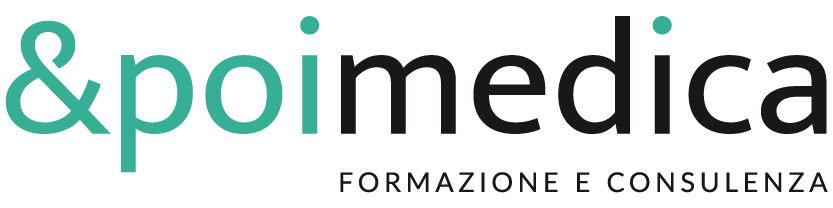 &poimedica
FORMAZIONE E CONSULENZA